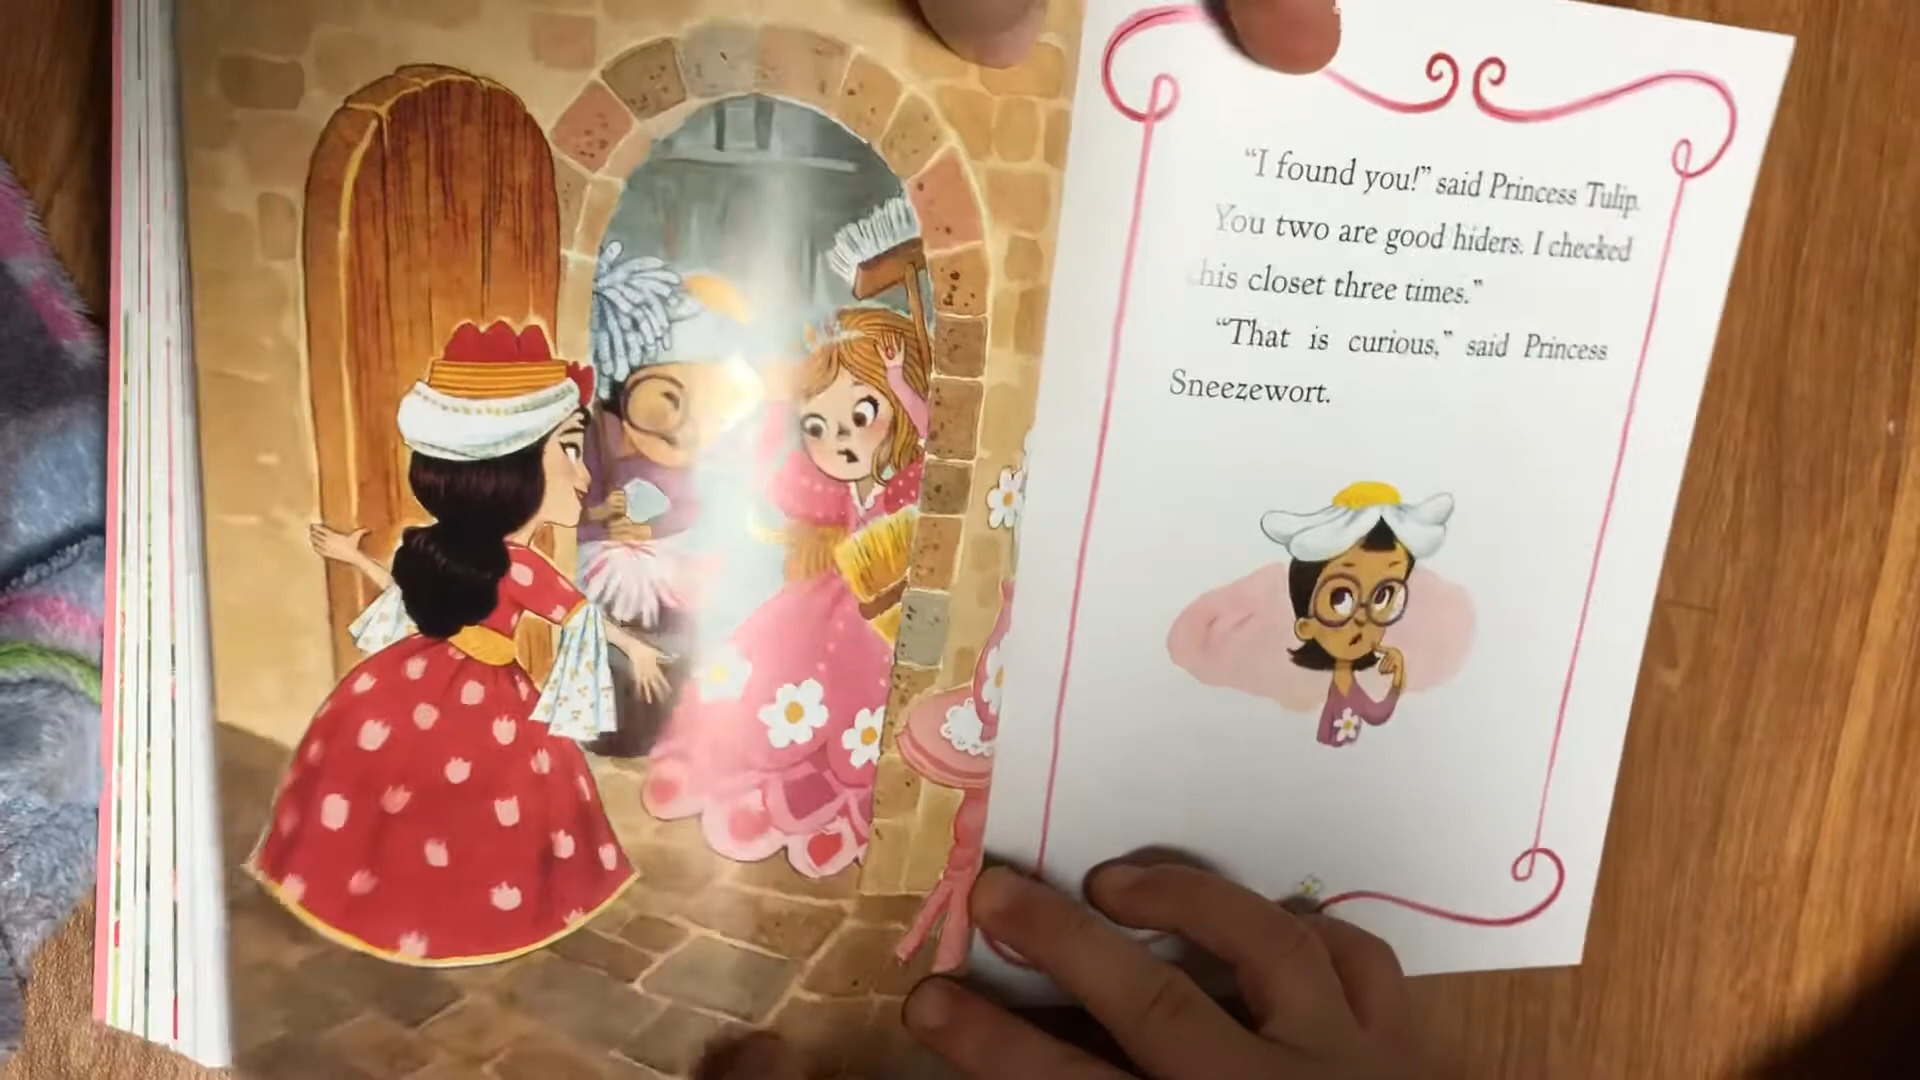 “I found you!” said Princess Tulip.
You two are good hiders. I checked
this closet three times.”
“That is curious,” said Princess
Sneezewort.